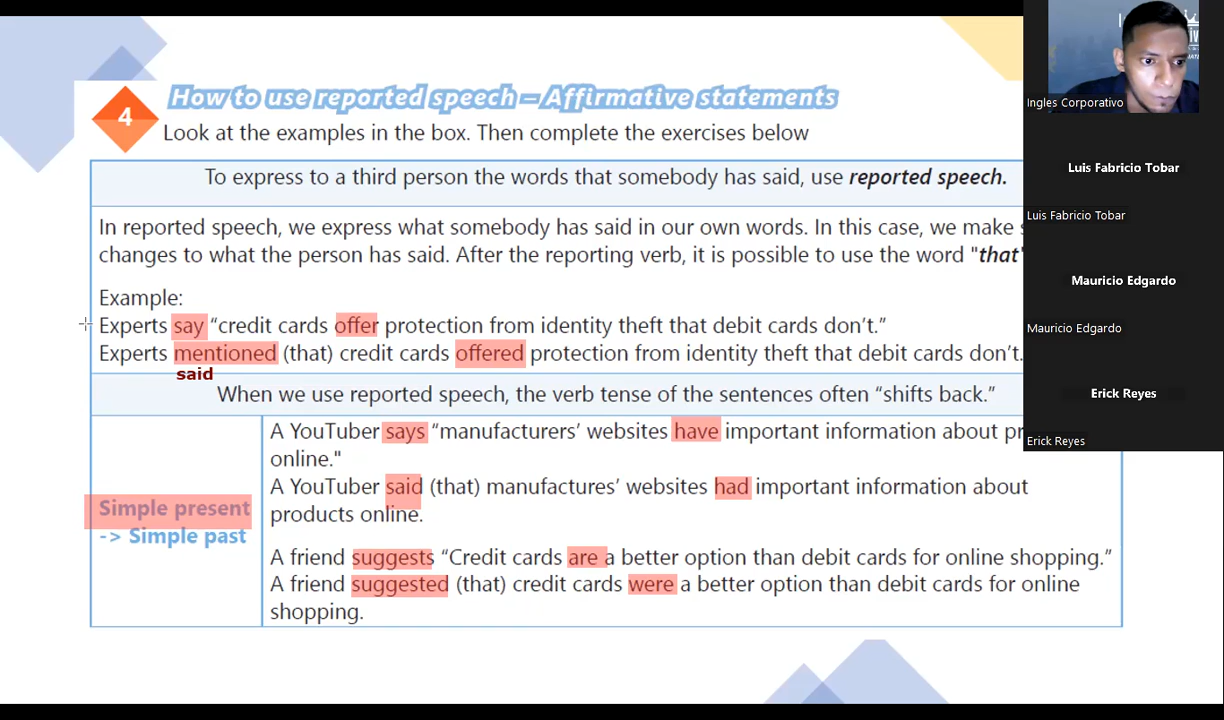 4
How to use reported speech – Affirmative statements
Look at the examples in the box. Then complete the exercises below
To express to a third person the words that somebody has said, use reported speech.
In reported speech, we express what somebody has said in our own words. In this case, we make
changes to what the person has said. After the reporting verb, it is possible to use the word "that"
Example:
Experts say “credit cards offer protection from identity theft that debit cards don’t.”
Experts mentioned (that) credit cards offered protection from identity theft that debit cards don’t.
said
When we use reported speech, the verb tense of the sentences often “shifts back.”
Simple present
-> Simple past
A YouTuber says “manufacturers’ websites have important information about
online."
A YouTuber said (that) manufactures’ websites had important information about
products online.
A friend suggests “Credit cards are a better option than debit cards for online shopping.”
A friend suggested (that) credit cards were a better option than debit cards for online
shopping.
Ingles Corporativo
Luis Fabricio Tobar
Luis Fabricio Tobar
Mauricio Edgardo
Mauricio Edgardo
Erick Reyes
Erick Reyes